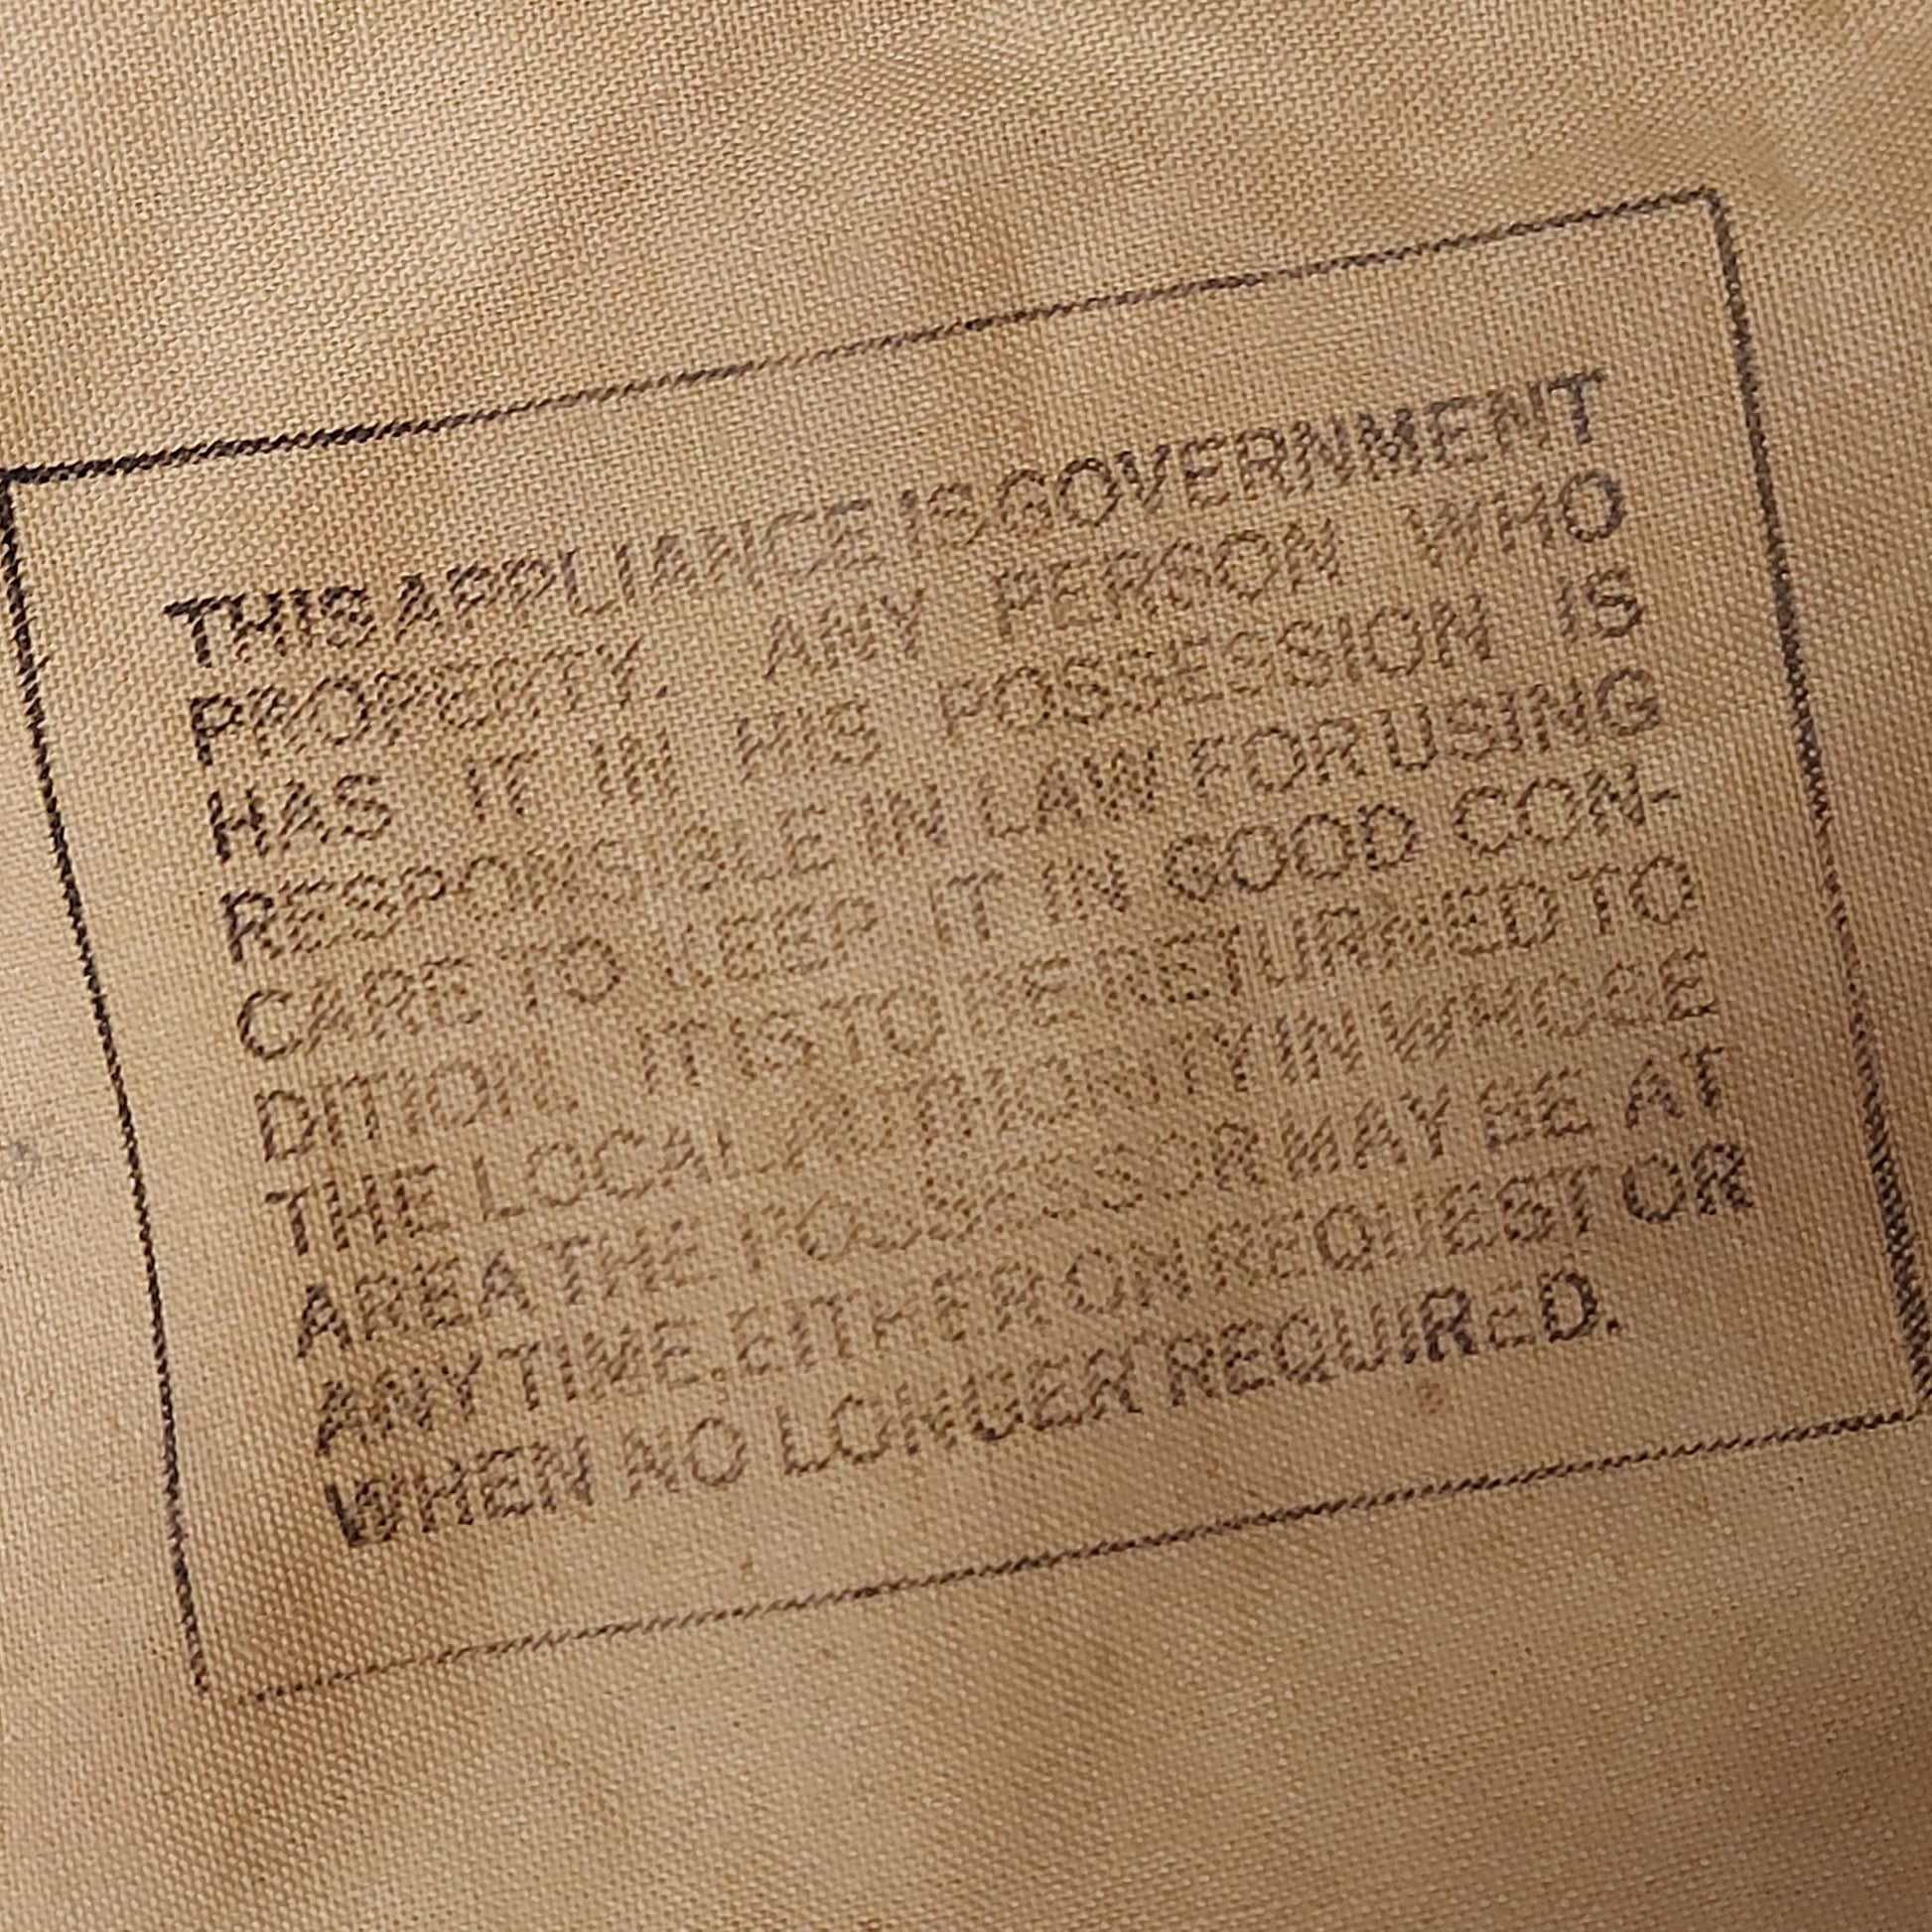 THIS APPLIANCE IS GOVERNMENT
PROPERTY. ANY PERSON WHO
HAS IT IN HIS POSSESSION IS
RESPONSIBLE IN LAW FOR USING
CARE TO KEEP IT IN GOOD CON-
DITION. IT IS TO BE RETURNED TO
THE LOCAL AUTHORITY IN WHOSE
AREA THE POSSESSOR MAY BE AT
ANY TIME, EITHER ON REQUEST OR
WHEN NO LONGER REQUIRED.